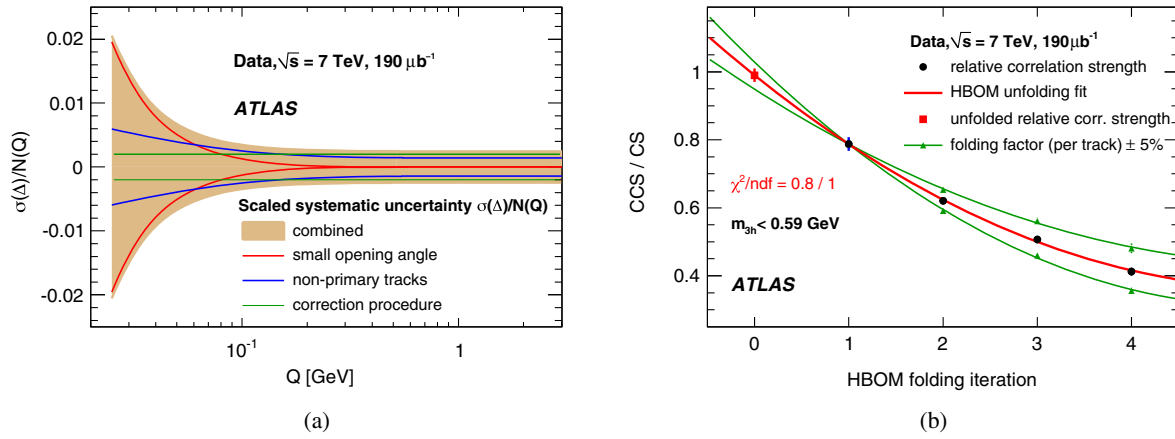 σ(Δ)/N(Q)
0.02
0.01
0
-0.01
-0.02
Data,√s = 7 TeV, 190 μb⁻¹
ATLAS
Scaled systematic uncertainty σ(Δ)/N(Q)
combined
small opening angle
non-primary tracks
correction procedure
10⁻¹
1
Q [GeV]
(a)
CCS / CS
1
0.8
0.6
0.4
Data,√s = 7 TeV, 190μb⁻¹
relative correlation strength
HBOM unfolding fit
unfolded relative corr. strength
folding factor (per track) ± 5%
χ²/ndf = 0.8 / 1
m₃ₕ< 0.59 GeV
ATLAS
0 1 2 3 4
HBOM folding iteration
(b)